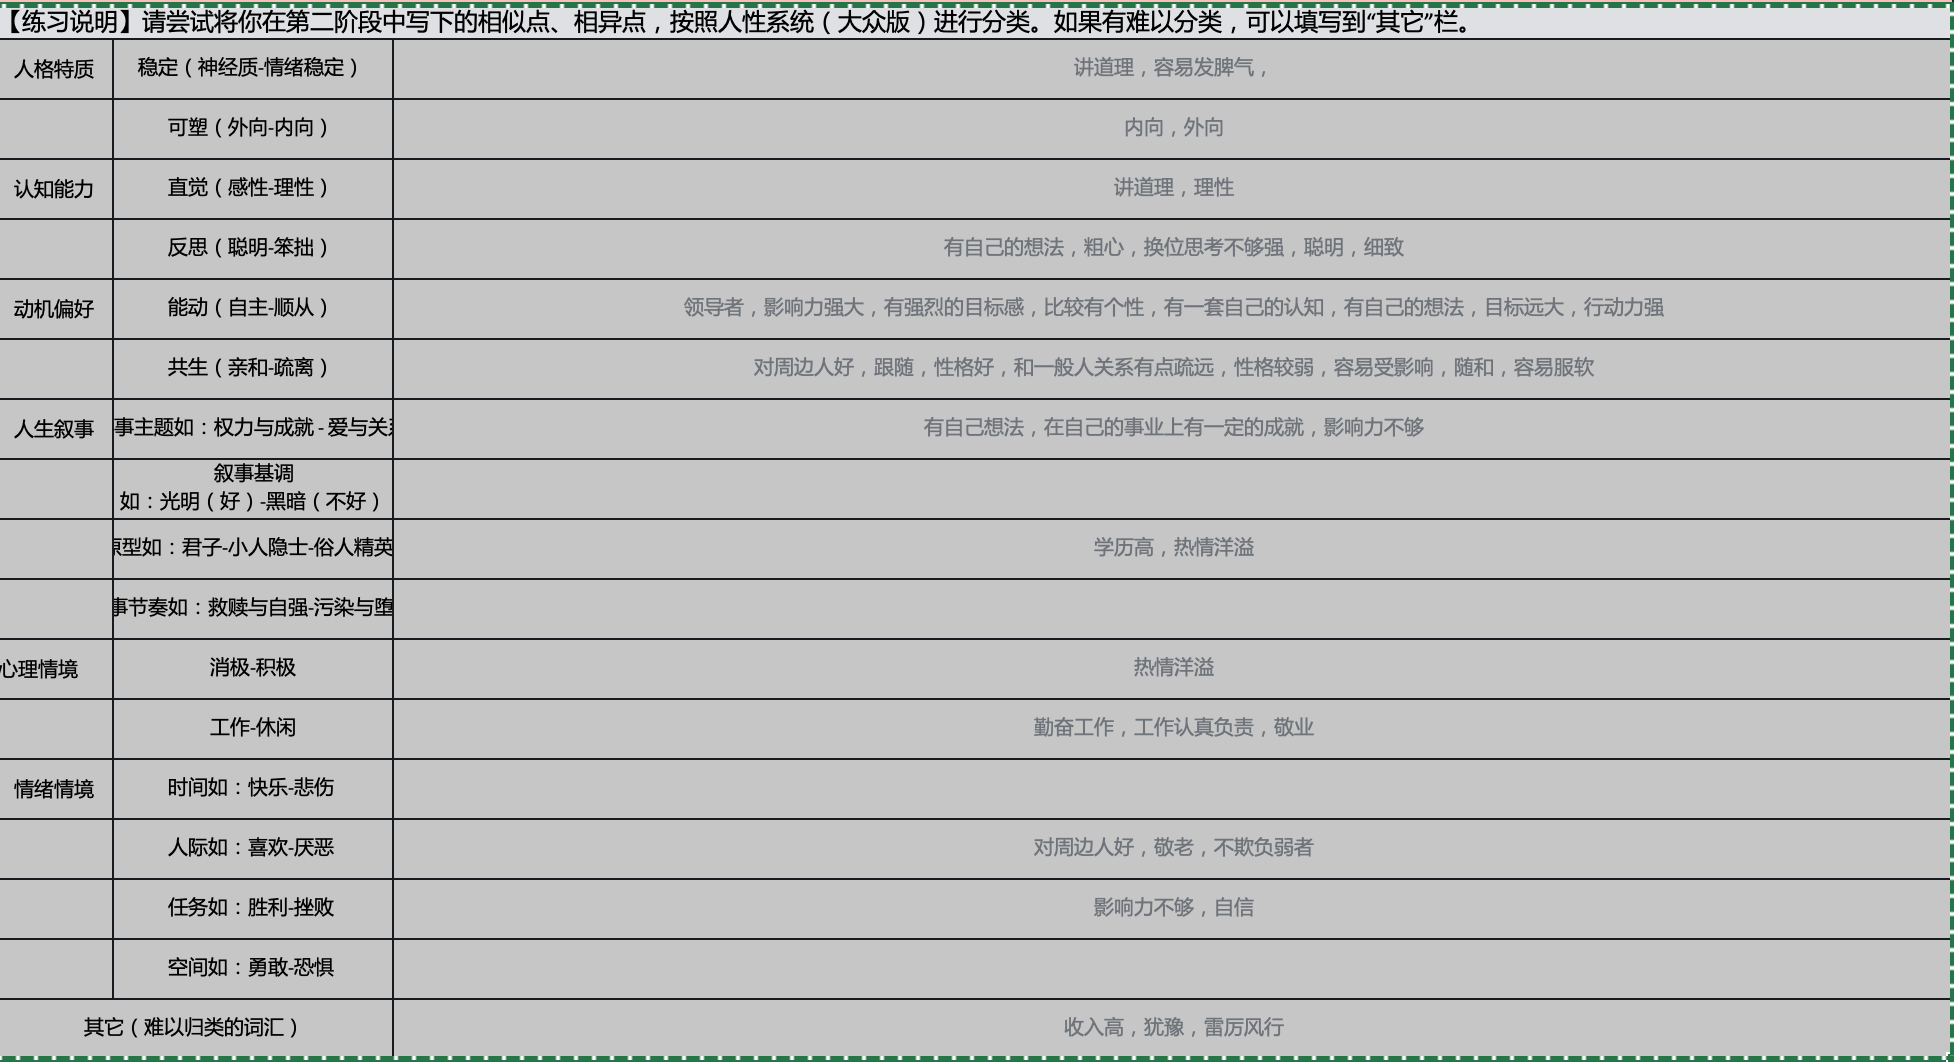 【练习说明】请尝试将你在第二阶段中写下的相似点、相异点，按照人性系统（大众版）进行分类。如果有难以分类，可以填写到“其它”栏。
人格特质 稳定（神经质-情绪稳定） 讲道理，容易发脾气，
可塑（外向-内向） 内向，外向
认知能力 直觉（感性-理性） 讲道理，理性
反思（聪明-笨拙） 有自己的想法，粗心，换位思考不够强，聪明，细致
动机偏好 能动（自主-顺从） 领导者，影响力强大，有强烈的目标感，比较有个性，有一套自己的认知，有自己的想法，目标远大，行动力强
共生（亲和-疏离） 对周边人好，跟随，性格好，和一般人关系有点疏远，性格较弱，容易受影响，随和，容易服软
人生叙事 事主题如：权力与成就 - 爱与关 有自己想法，在自己的事业上有一定的成就，影响力不够
叙事基调
如：光明（好）-黑暗（不好）
型如：君子-小人隐士-俗人精英 学历高，热情洋溢
事节奏如：救赎与自强-污染与堕
心理情境 消极-积极 热情洋溢
工作-休闲 勤奋工作，工作认真负责，敬业
情绪情境 时间如：快乐-悲伤
人际如：喜欢-厌恶 对周边人好，敬老，不欺负弱者
任务如：胜利-挫败 影响力不够，自信
空间如：勇敢-恐惧
其它（难以归类的词汇） 收入高，犹豫，雷厉风行